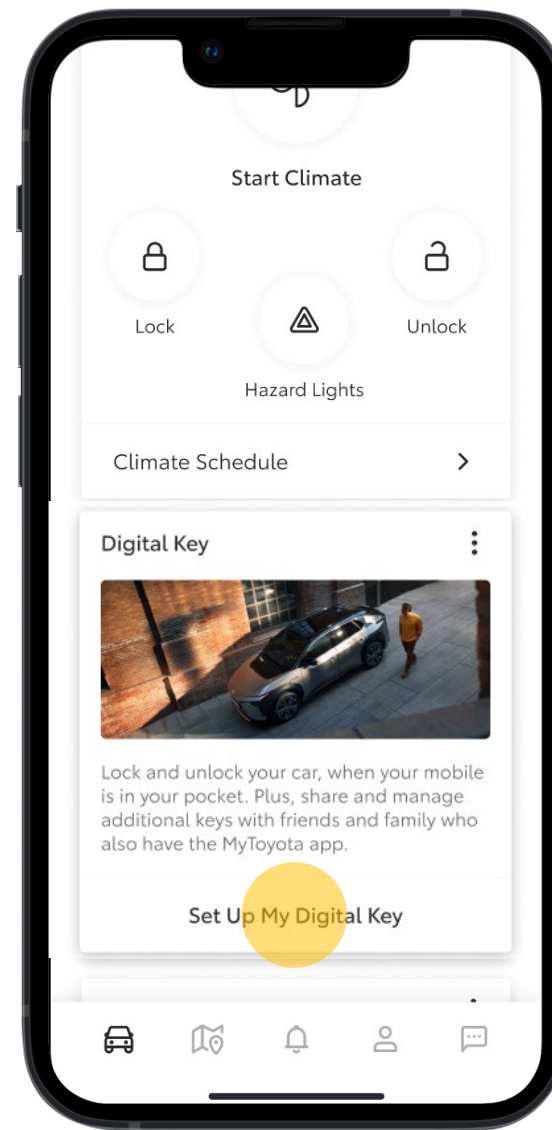 Start Climate
Lock
Unlock
Hazard Lights
Climate Schedule
Digital Key
Lock and unlock your car, when your mobile
is in your pocket. Plus, share and manage
additional keys with friends and family who
also have the MyToyota app.
Set Up My Digital Key